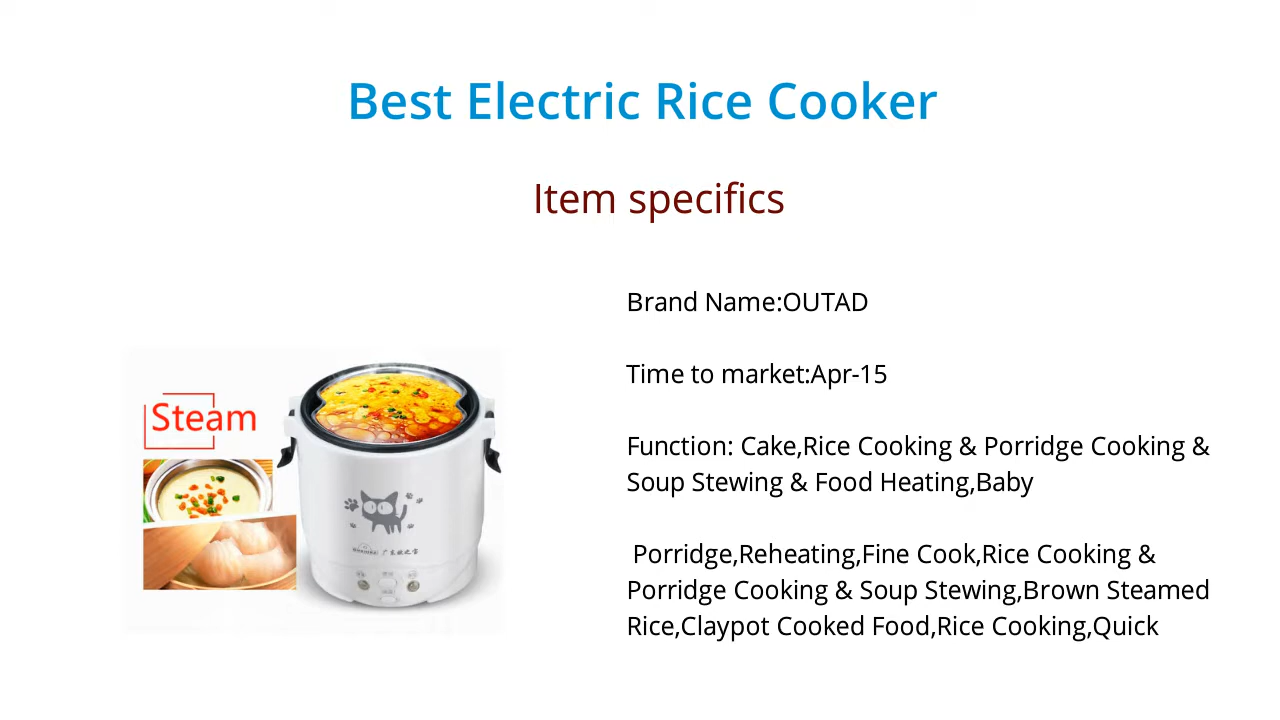 Best Electric Rice Cooker
Item specifics
Brand Name:OUTAD
Time to market:Apr-15
Function: Cake,Rice Cooking & Porridge Cooking &
Soup Stewing & Food Heating,Baby
Porridge,Reheating,Fine Cook,Rice Cooking &
Porridge Cooking & Soup Stewing,Brown Steamed
Rice,Claypot Cooked Food,Rice Cooking,Quick
Steam